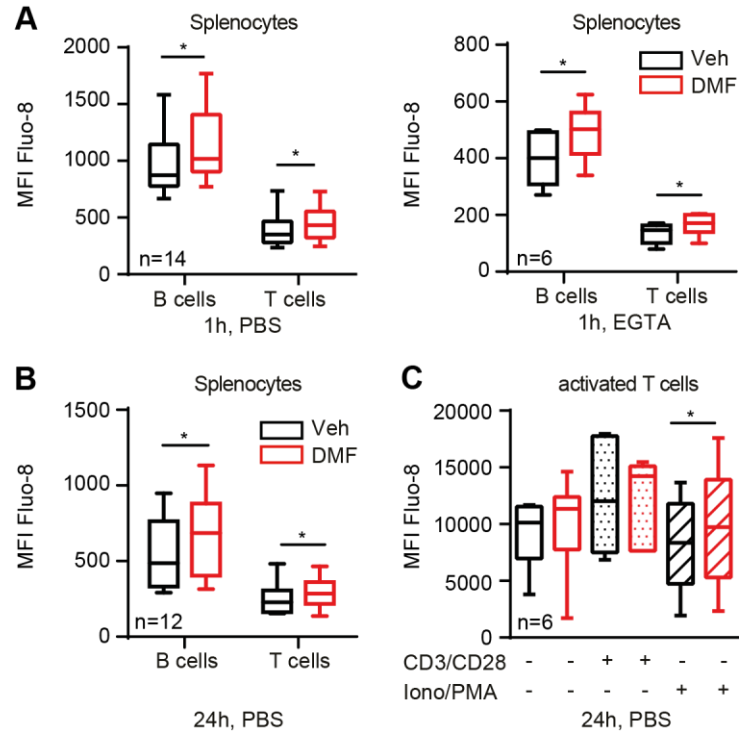 A
Splenocytes
MFI Fluo-8
2000
1500
1000
500
0
*
*
n=14
B cells T cells
1h, PBS
Splenocytes
MFI Fluo-8
800
600
400
200
0
Veh
DMF
*
*
n=6
B cells T cells
1h, EGTA
B
Splenocytes
MFI Fluo-8
1500
1000
500
0
Veh
DMF
*
*
n=12
B cells T cells
24h, PBS
C
activated T cells
MFI Fluo-8
20000
15000
10000
5000
0
*
n=6
CD3/CD28 - - + + - -
Iono/PMA - - - - + +
24h, PBS